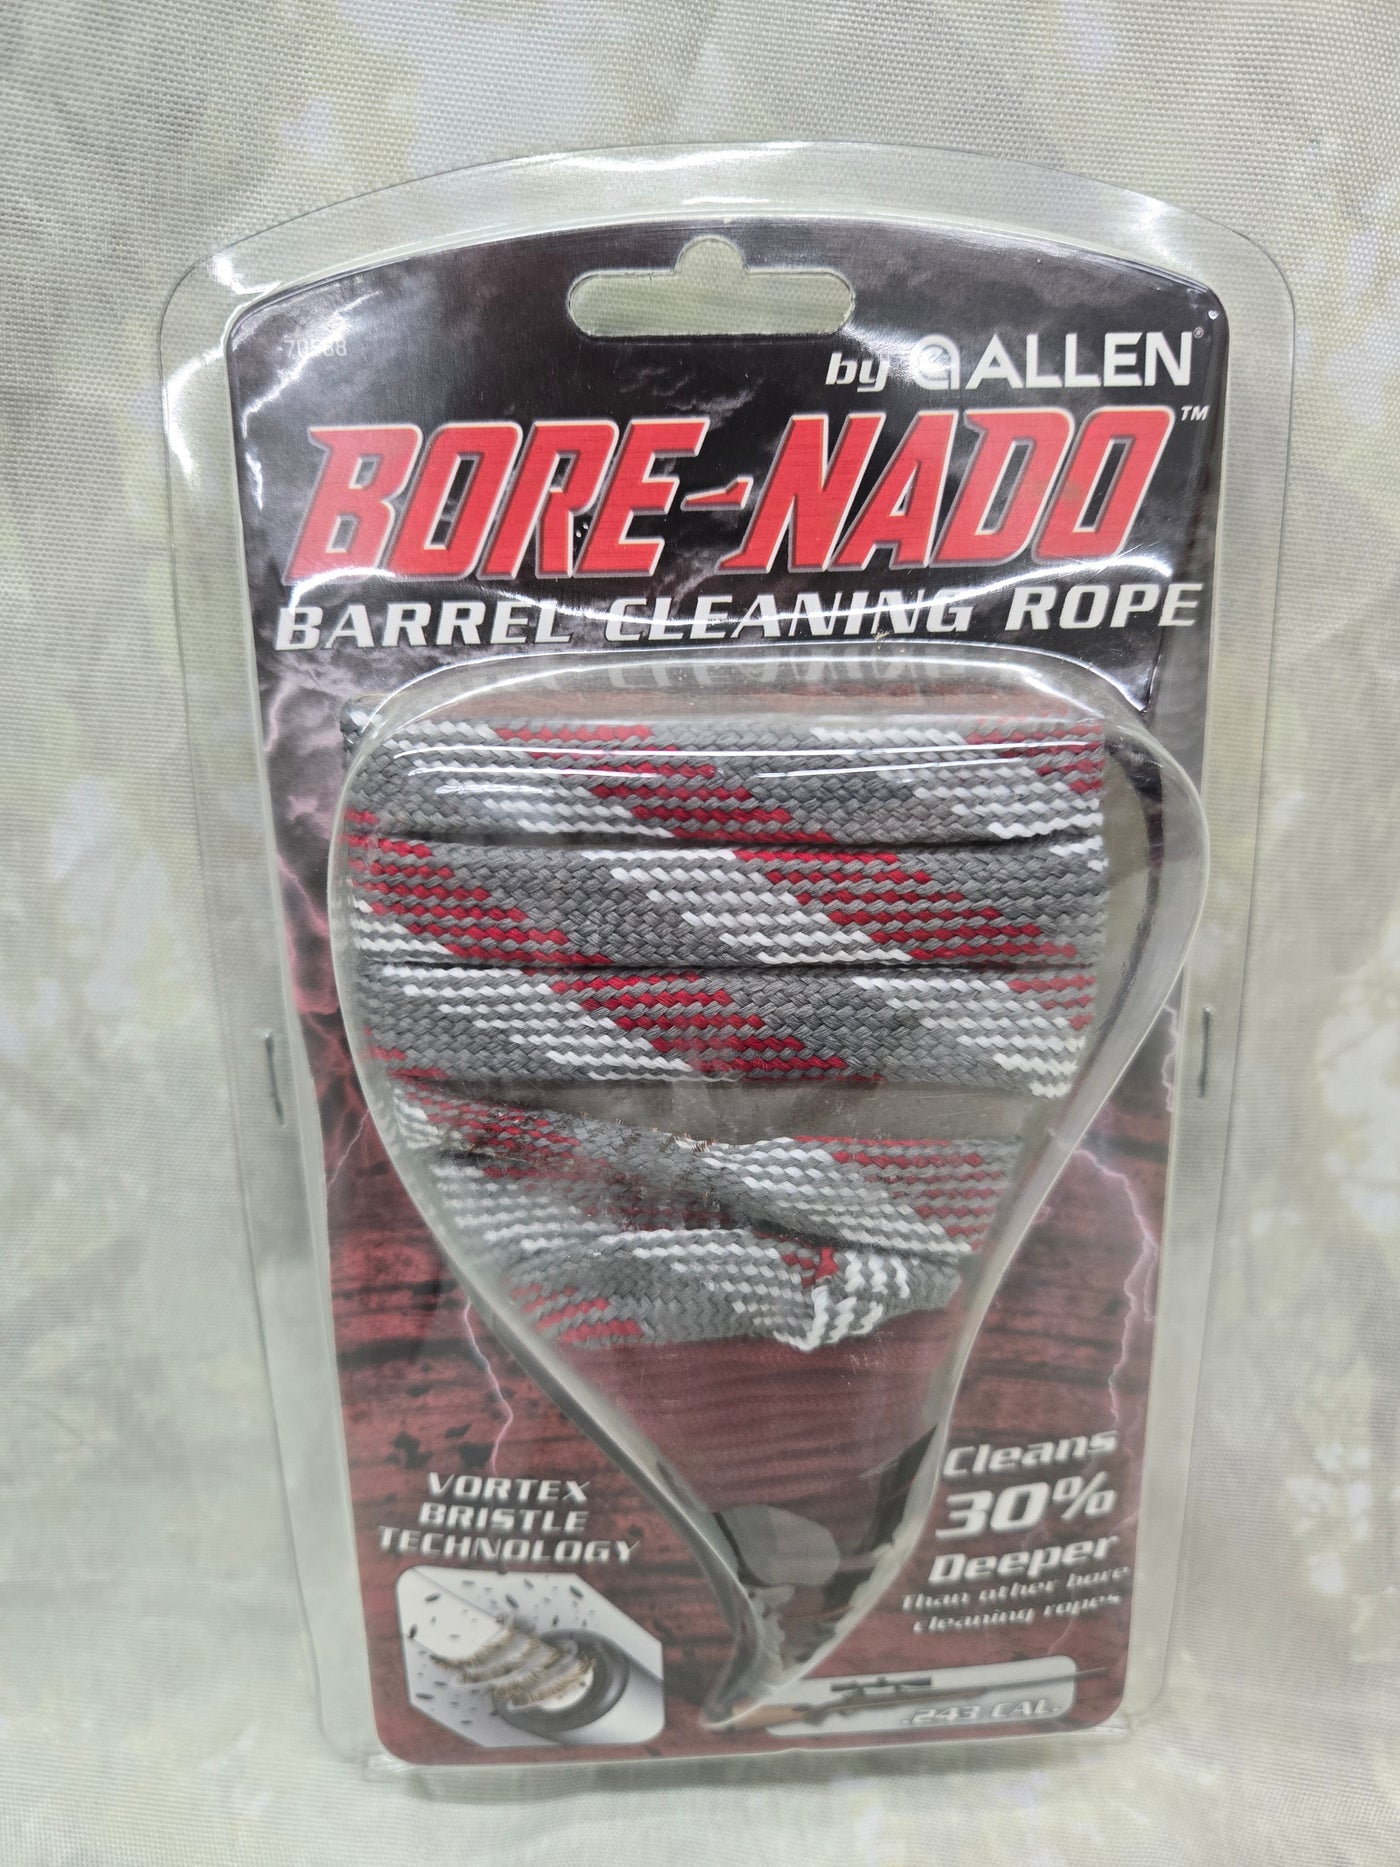 by ALLEN®
BORE-NADO™
BARREL CLEANING ROPE
VORTEX
BRISTLE
TECHNOLOGY
Cleans
30%
Deeper
than other bore
cleaning ropes
.243 CAL.